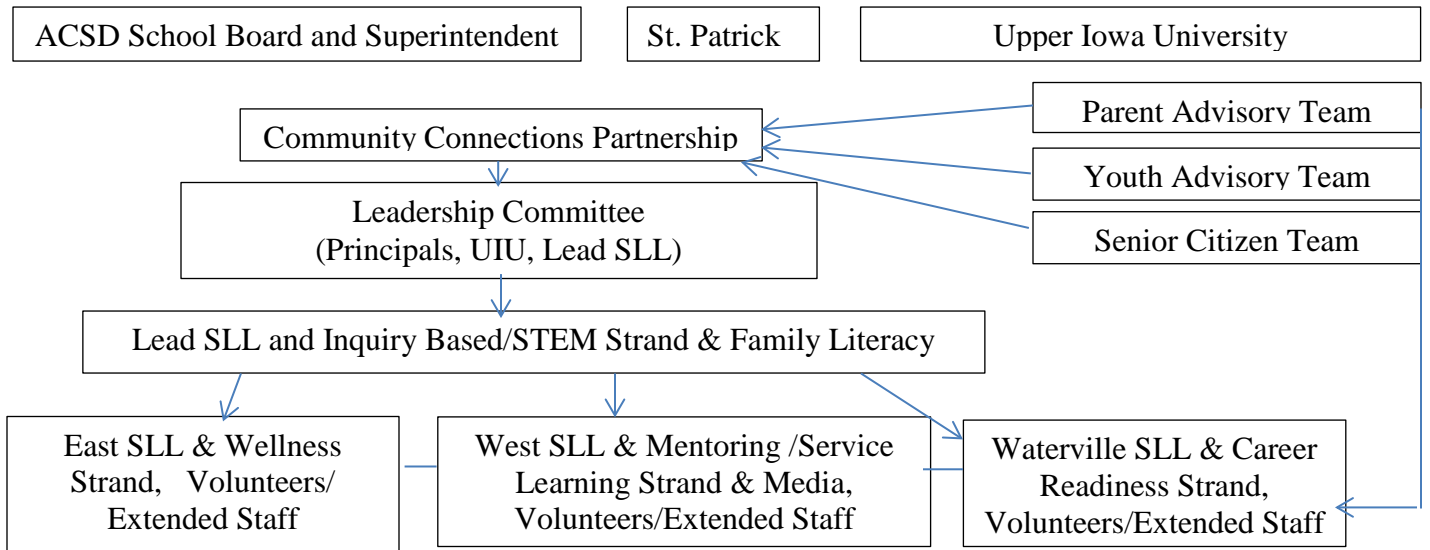 ACSD School Board and Superintendent
St. Patrick
Upper Iowa University
Community Connections Partnership
Parent Advisory Team
Youth Advisory Team
Senior Citizen Team
Leadership Committee
(Principals, UIU, Lead SLL)
Lead SLL and Inquiry Based/STEM Strand & Family Literacy
East SLL & Wellness
Strand, Volunteers/
Extended Staff
West SLL & Mentoring /Service
Learning Strand & Media,
Volunteers/Extended Staff
Waterville SLL & Career
Readiness Strand,
Volunteers/Extended Staff